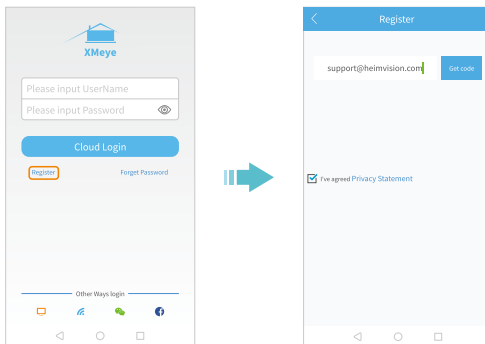 XMeye
Please input UserName
Please input Password
Cloud Login
Register
Forget Password
Other Ways login
Register
support@heimvision.com
Get code
I've agreed Privacy Statement